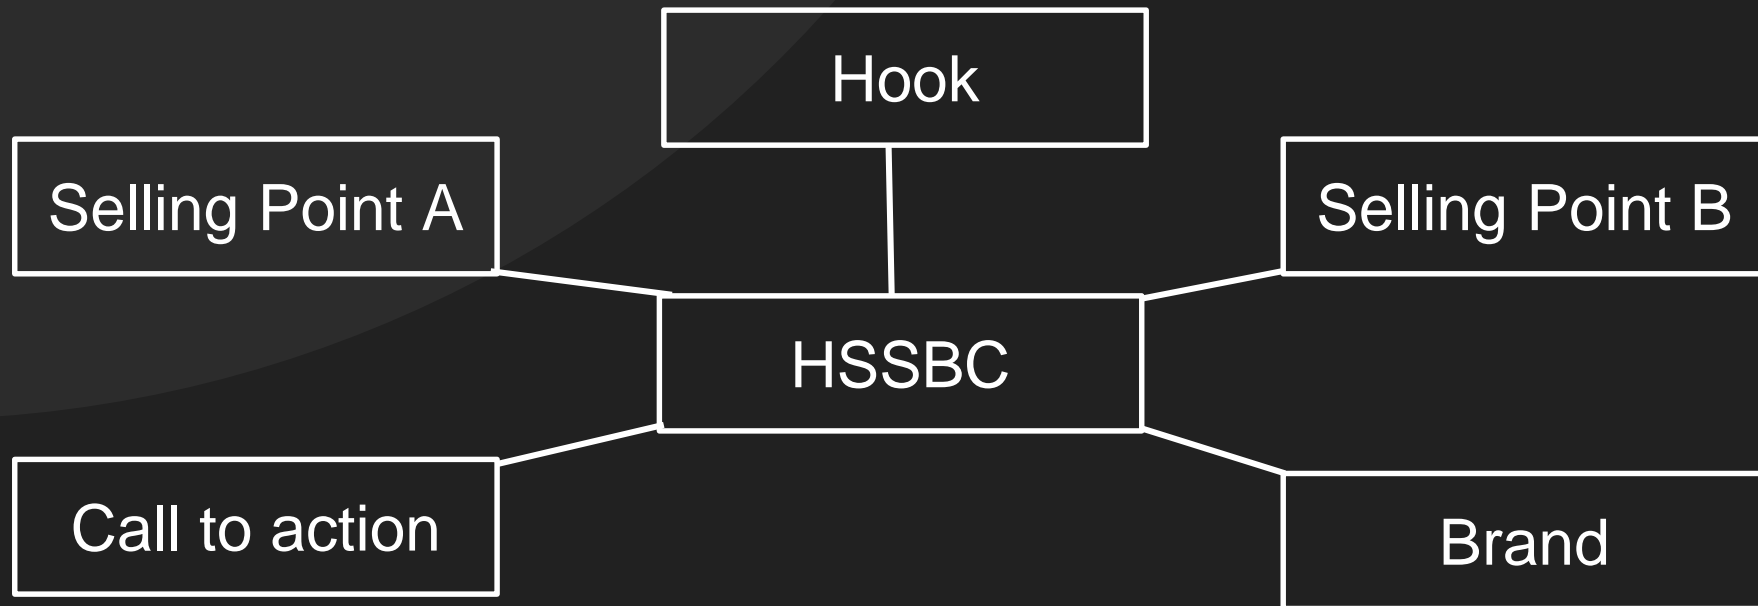 Hook
Selling Point A
Selling Point B
HSSBC
Call to action
Brand